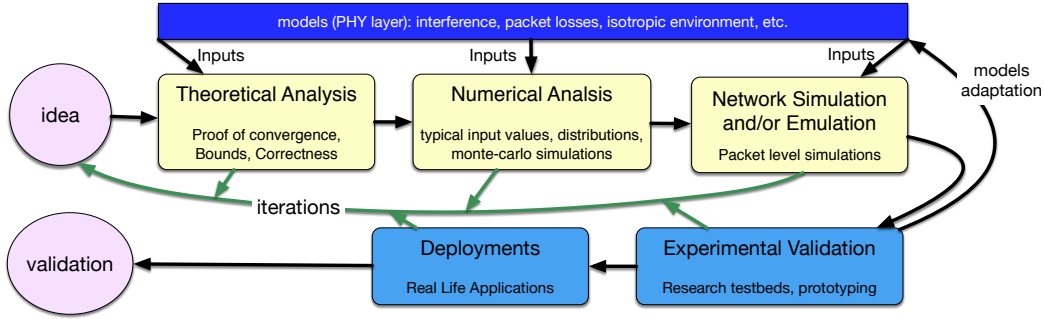 models (PHY layer): interference, packet losses, isotropic environment, etc.
Inputs
Inputs
Inputs
models
adaptation
idea
Theoretical Analysis
Proof of convergence,
Bounds, Correctness
Numerical Analsis
typical input values, distributions,
monte-carlo simulations
Network Simulation
and/or Emulation
Packet level simulations
iterations
validation
Deployments
Real Life Applications
Experimental Validation
Research testbeds, prototyping